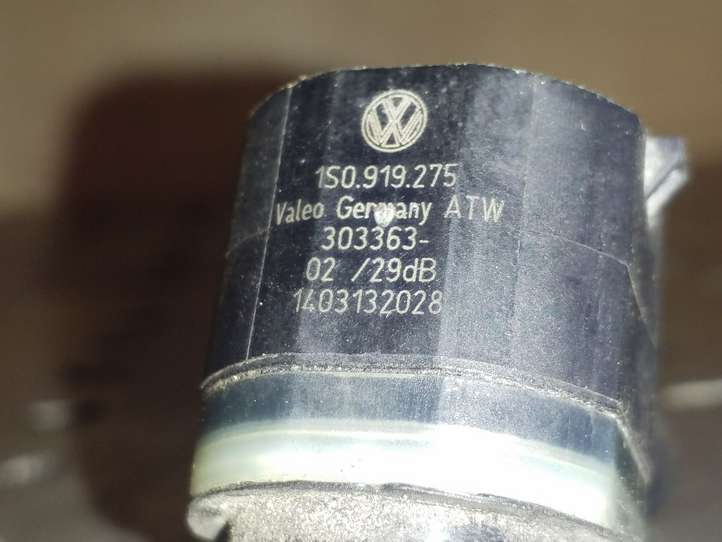 1S0.919.275
Valeo Germany ATW
303363-
02 /29dB
1403132028